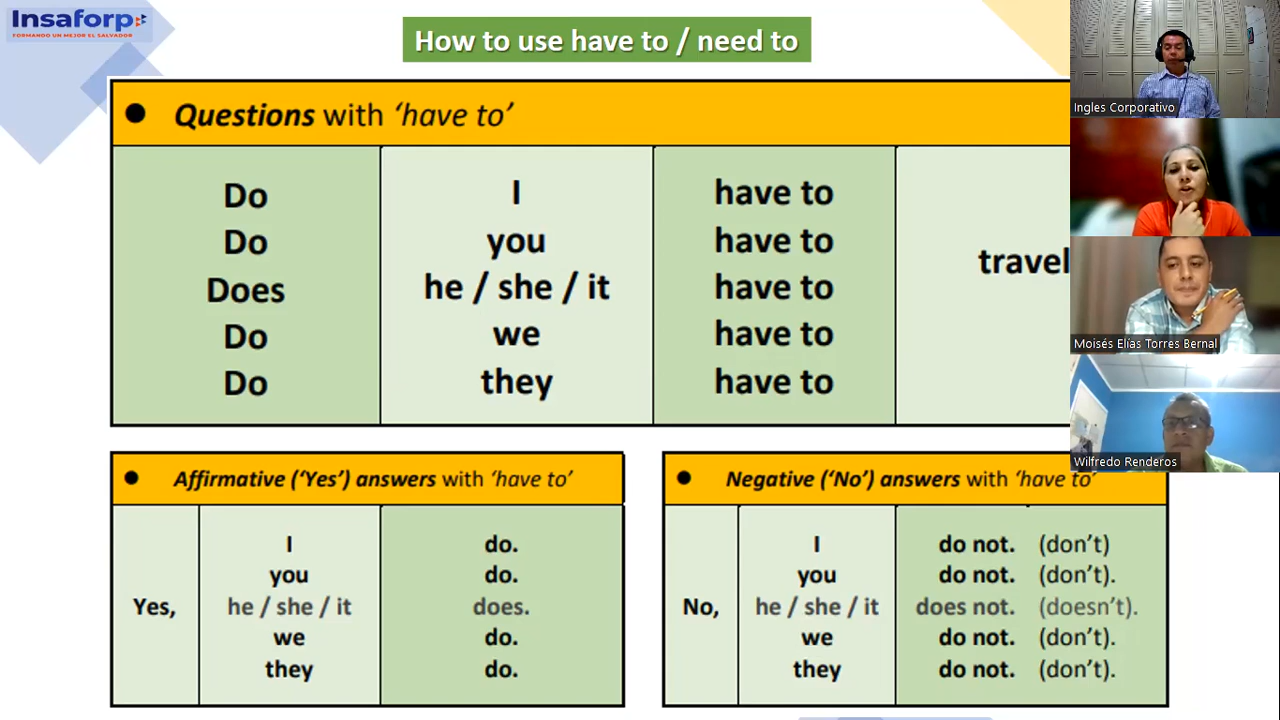 Insaforp
FORMANDO UN MEJOR EL SALVADOR
How to use have to / need to
Ingles Corporativo
● Questions with ‘have to’
Do I have to
Do you have to
Does he / she / it have to
travel
Do we have to
Do they have to
Moisés Elías Torres Bernal
Wilfredo Renderos
● Affirmative (‘Yes’) answers with ‘have to’
I do.
you do.
Yes, he / she / it does.
we do.
they do.
● Negative (‘No’) answers with ‘have to’
I do not. (don’t)
you do not. (don’t).
No, he / she / it does not. (doesn’t).
we do not. (don’t).
they do not. (don’t).